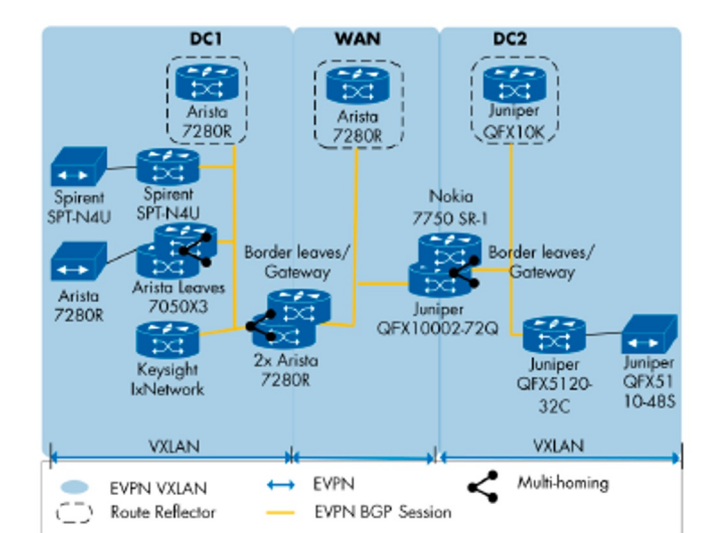 DC1
WAN
DC2
Arista
7280R
Arista
7280R
Juniper
QFX10K
Spirent
SPT-N4U
Spirent
SPT-N4U
Nokia
7750 SR-1
Arista
7280R
Arista Leaves
7050X3
Border leaves/
Gateway
Border leaves/
Gateway
Juniper
QFX10002-72Q
Keysight
IxNetwork
2x Arista
7280R
Juniper
QFX5120-
32C
Juniper
QFX51
10-48S
VXLAN
VXLAN
EVPN VXLAN
EVPN
Multi-homing
Route Reflector
EVPN BGP Session